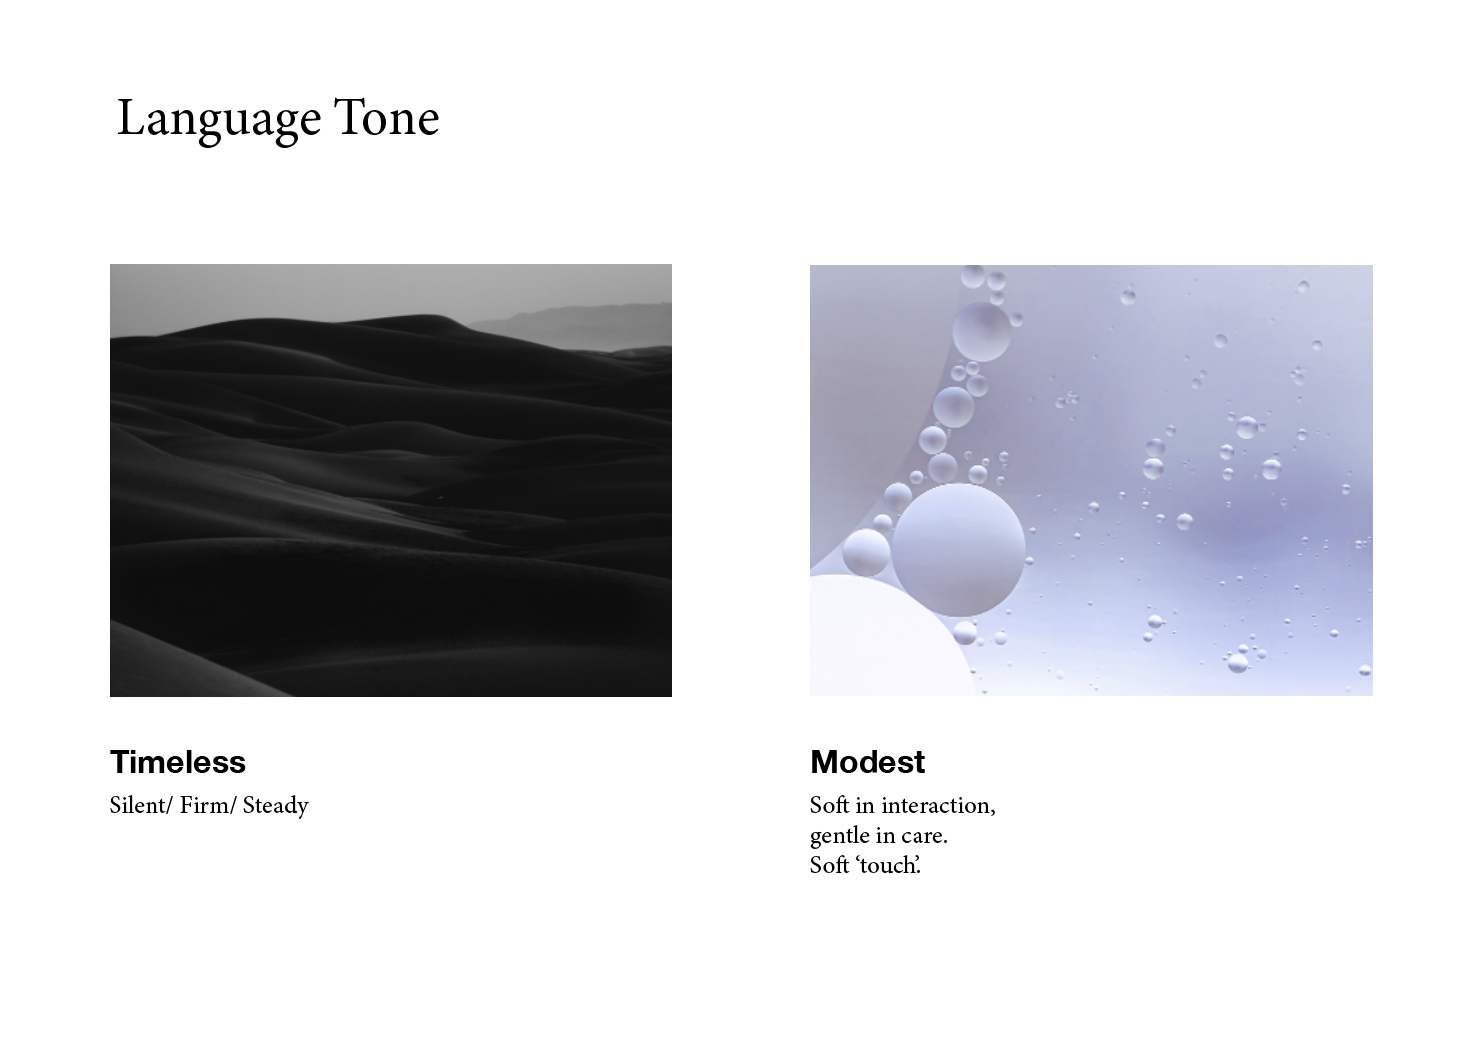 Language Tone
Timeless
Silent/ Firm/ Steady
Modest
Soft in interaction,
gentle in care.
Soft ‘touch’.